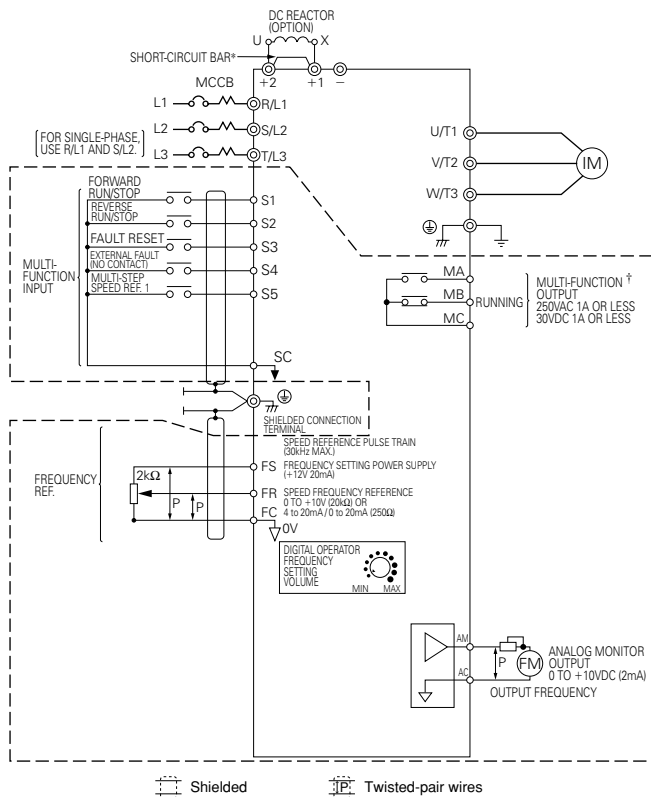 DC REACTOR
(OPTION)
U
X
SHORT-CIRCUIT BAR*
+2
+1
−
MCCB
L1
R/L1
L2
S/L2
L3
T/L3
[FOR SINGLE-PHASE,
USE R/L1 AND S/L2.]
U/T1
V/T2
W/T3
IM
FORWARD
RUN/STOP
S1
REVERSE
RUN/STOP
S2
FAULT RESET
S3
EXTERNAL FAULT
(NO CONTACT)
S4
MULTI-STEP
SPEED REF. 1
S5
MULTI-
FUNCTION
INPUT
SC
MA
MB
MC
RUNNING
MULTI-FUNCTION †
OUTPUT
250VAC 1A OR LESS
30VDC 1A OR LESS
SHIELDED CONNECTION
TERMINAL
SPEED REFERENCE PULSE TRAIN
(30kHz MAX.)
FREQUENCY
REF.
2kΩ
P
P
FS
FREQUENCY SETTING POWER SUPPLY
(+12V 20mA)
FR
SPEED FREQUENCY REFERENCE
0 TO +10V (20kΩ) OR
4 to 20mA/0 to 20mA (250Ω)
FC
0V
DIGITAL OPERATOR
FREQUENCY
SETTING
VOLUME
MIN
MAX
AM
AC
P
FM
ANALOG MONITOR
OUTPUT
0 TO +10VDC (2mA)
OUTPUT FREQUENCY
Shielded
P
Twisted-pair wires